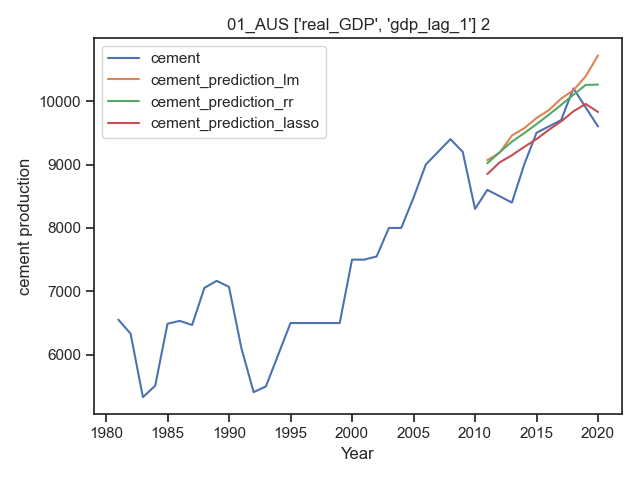 01_AUS ['real_GDP', 'gdp_lag_1'] 2
cement
cement_prediction_lm
cement_prediction_rr
cement_prediction_lasso
cement production
10000
9000
8000
7000
6000
1980 1985 1990 1995 2000 2005 2010 2015 2020
Year